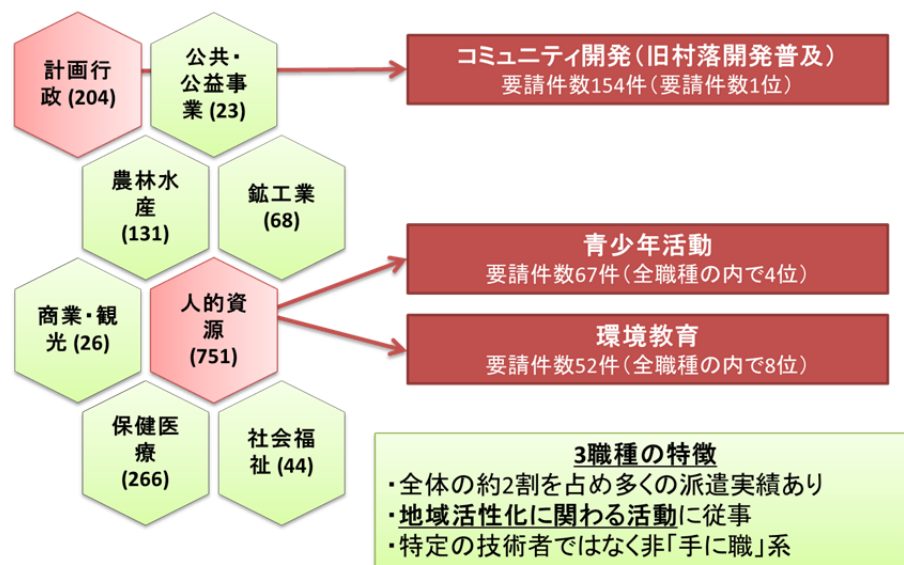 計画行
政 (204)
公共・
公益事
業 (23)
コミュニティ開発（旧村落開発普及）
要請件数154件（要請件数1位）
農林水
産
(131)
鉱工業
(68)
青少年活動
要請件数67件（全職種の内で4位）
商業・観
光 (26)
人的資
源
(751)
環境教育
要請件数52件（全職種の内で8位）
保健医
療
(266)
社会福
祉 (44)
3職種の特徴
・全体の約2割を占め多くの派遣実績あり
・地域活性化に関わる活動に従事
・特定の技術者ではなく非「手に職」系